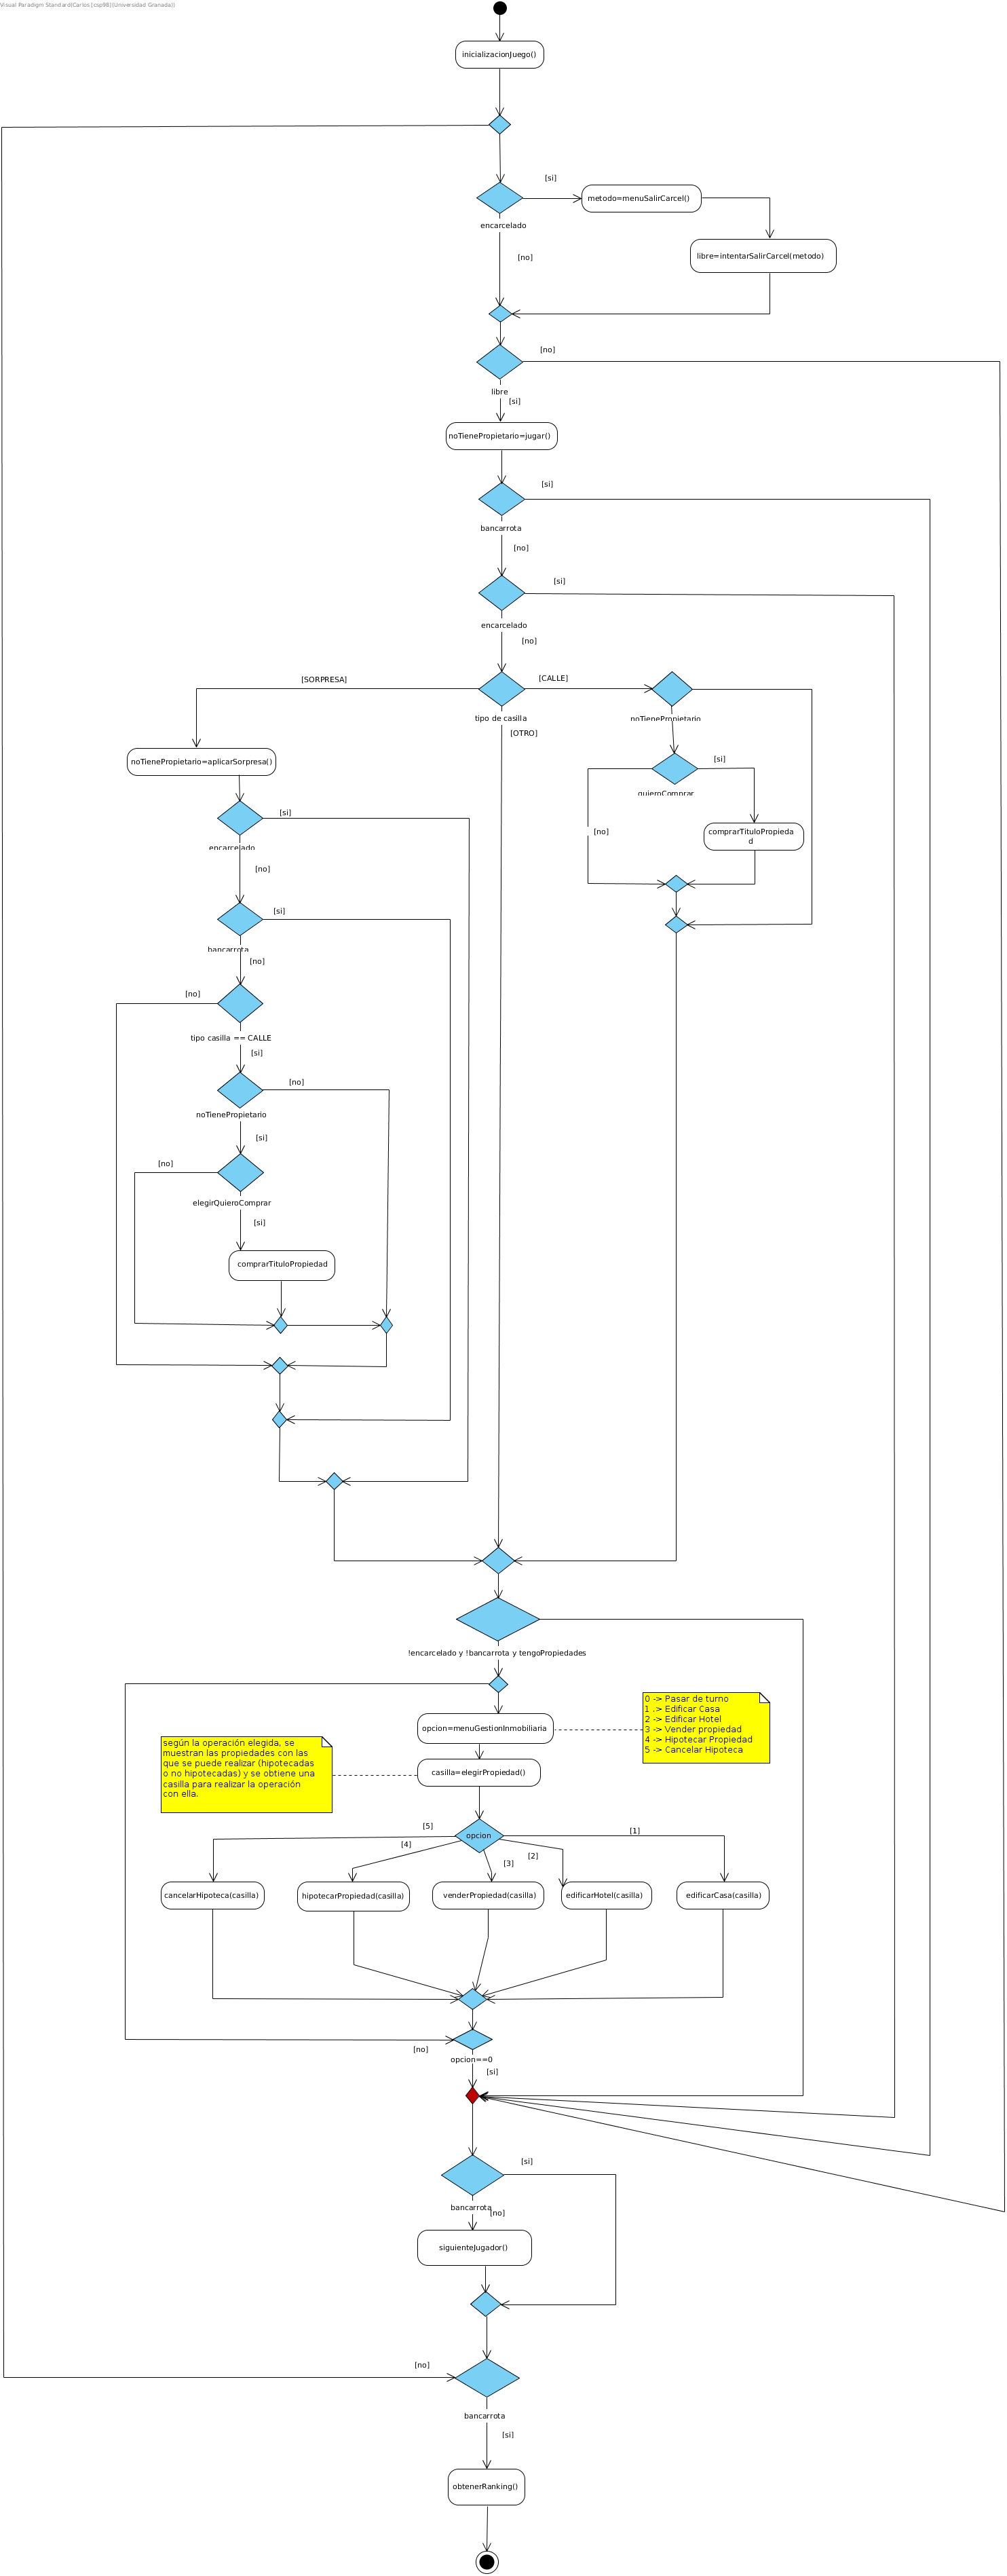 Visual Paradigm Standard(Carlos [csp98](Universidad Granada))
inicializacionJuego()
[si]
metodo=menuSalirCarcel()
encarcelado
[no]
libre=intentarSalirCarcel(metodo)
[no]
libre
[si]
noTienePropietario=jugar()
[si]
bancarrota
[no]
[si]
encarcelado
[no]
[SORPRESA]
[CALLE]
tipo de casilla
noTienePropietario
[OTRO]
noTienePropietario=aplicarSorpresa()
[si]
quieroComprar
[si]
[no]
comprarTituloPropieda
d
encarcelado
[no]
[si]
bancarrota
[no]
[no]
tipo casilla == CALLE
[si]
[no]
noTienePropietario
[si]
[no]
elegirQuieroComprar
[si]
comprarTituloPropiedad
!encarcelado y !bancarrota y tengoPropiedades
0 -> Pasar de turno
1 .> Edificar Casa
2 -> Edificar Hotel
3 -> Vender propiedad
4 -> Hipotecar Propiedad
5 -> Cancelar Hipoteca
opcion=menuGestionInmobiliaria
según la operación elegida, se
muestran las propiedades con las
que se puede realizar (hipotecadas
o no hipotecadas) y se obtiene una
casilla para realizar la operación
con ella.
casilla=elegirPropiedad()
[5]
[4]
opcion
[3]
[2]
[1]
cancelarHipoteca(casilla)
hipotecarPropiedad(casilla)
venderPropiedad(casilla)
edificarHotel(casilla)
edificarCasa(casilla)
[no]
opcion==0
[si]
[si]
bancarrota
[no]
siguienteJugador()
[no]
bancarrota
[si]
obtenerRanking()